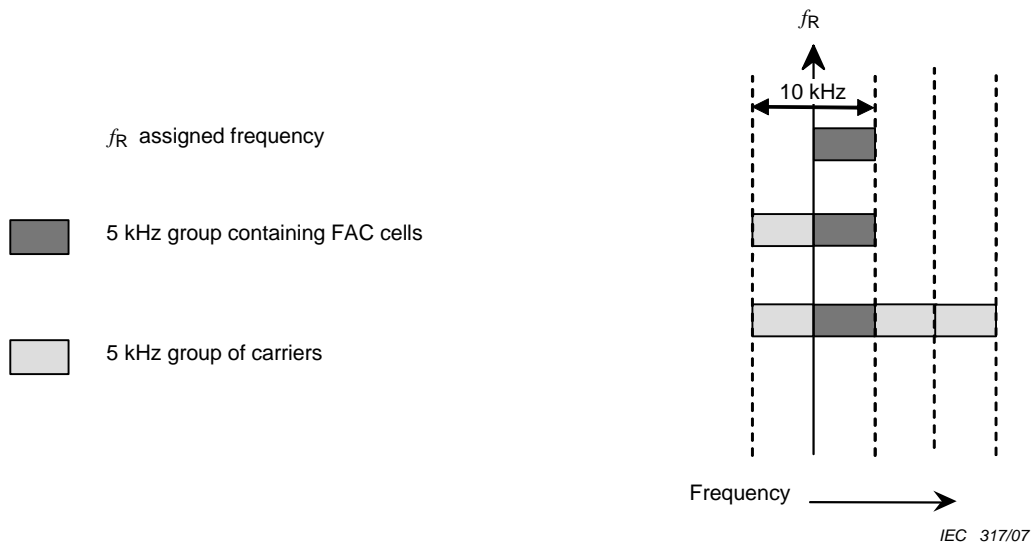 fR
10 kHz
fR assigned frequency
5 kHz group containing FAC cells
5 kHz group of carriers
Frequency
IEC 317/07